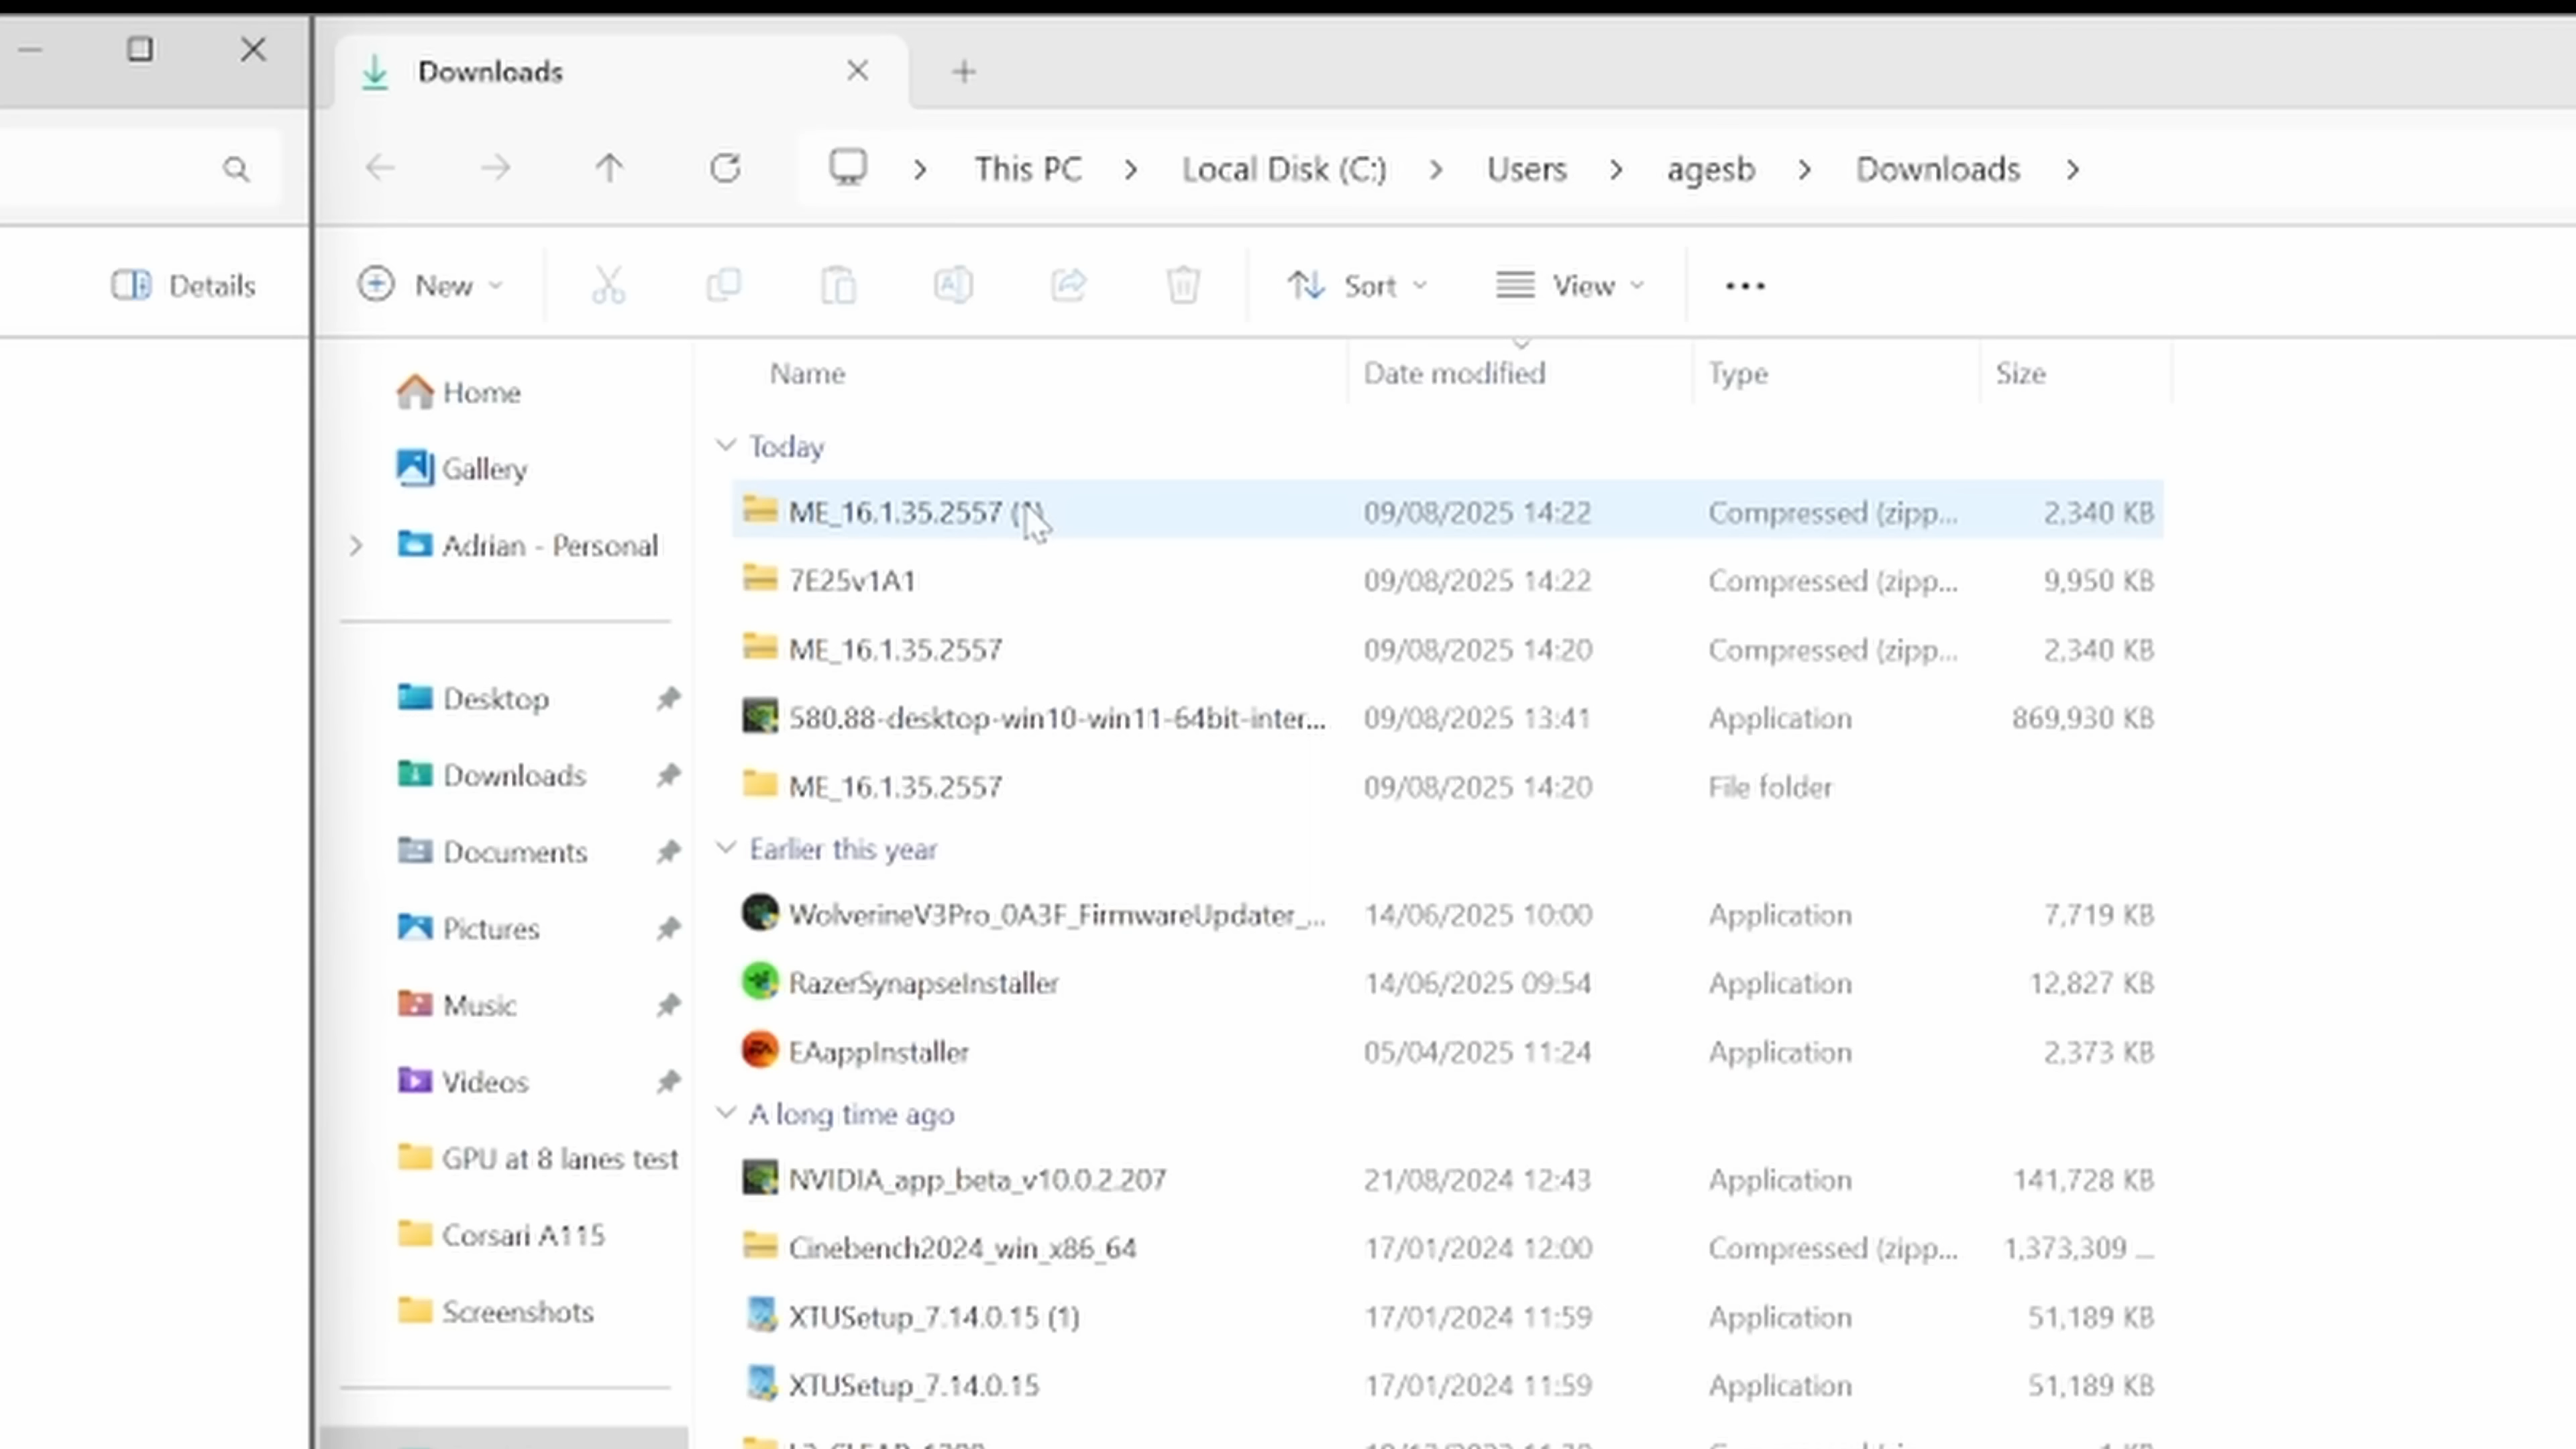 Downloads
This PC > Local Disk (C:) > Users > agesb > Downloads >
Details
New
Sort
View
Name Date modified Type Size
Home
Gallery
Adrian - Personal
Desktop
Downloads
Documents
Pictures
Music
Videos
GPU at 8 lanes test
Corsari A115
Screenshots
Today
ME_16.1.35.2557 09/08/2025 14:22 Compressed (zipp... 2,340 KB
7E25v1A1 09/08/2025 14:22 Compressed (zipp... 9,950 KB
ME_16.1.35.2557 09/08/2025 14:20 Compressed (zipp... 2,340 KB
580.88-desktop-win10-win11-64bit-inter... 09/08/2025 13:41 Application 869,930 KB
ME_16.1.35.2557 09/08/2025 14:20 File folder
Earlier this year
WolverineV3Pro_0A3F_FirmwareUpdater_... 14/06/2025 10:00 Application 7,719 KB
RazerSynapseInstaller 14/06/2025 09:54 Application 12,827 KB
EAappInstaller 05/04/2025 11:24 Application 2,373 KB
A long time ago
NVIDIA_app_beta_v10.0.2.207 21/08/2024 12:43 Application 141,728 KB
Cinebench2024_win_x86_64 17/01/2024 12:00 Compressed (zipp... 1,373,309 ...
XTUSetup_7.14.0.15 (1) 17/01/2024 11:59 Application 51,189 KB
XTUSetup_7.14.0.15 17/01/2024 11:59 Application 51,189 KB